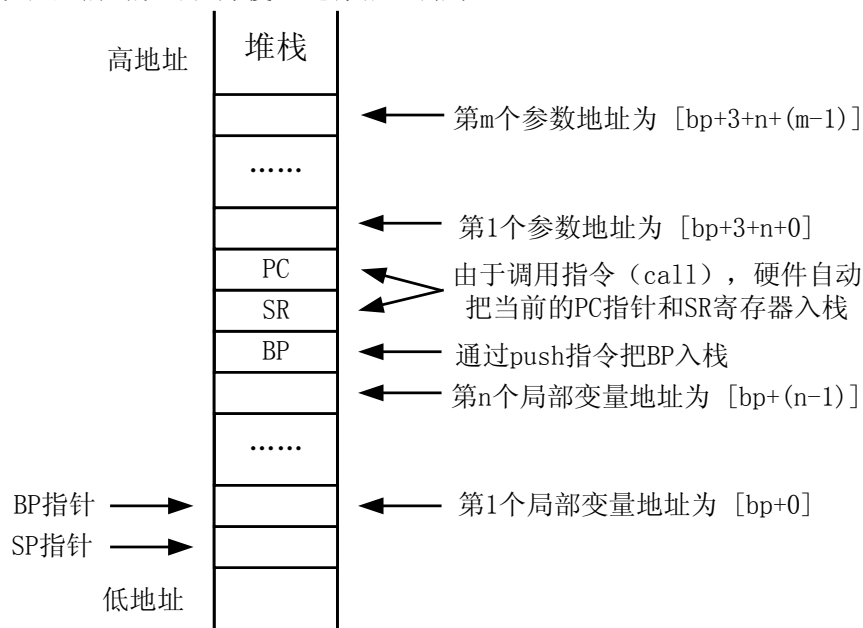 堆栈
高地址
第m个参数地址为 [bp+3+n+(m-1)]
……
第1个参数地址为 [bp+3+n+0]
PC
由于调用指令（call），硬件自动
SR
把当前的PC指针和SR寄存器入栈
BP
通过push指令把BP入栈
第n个局部变量地址为 [bp+(n-1)]
……
BP指针
第1个局部变量地址为 [bp+0]
SP指针
低地址